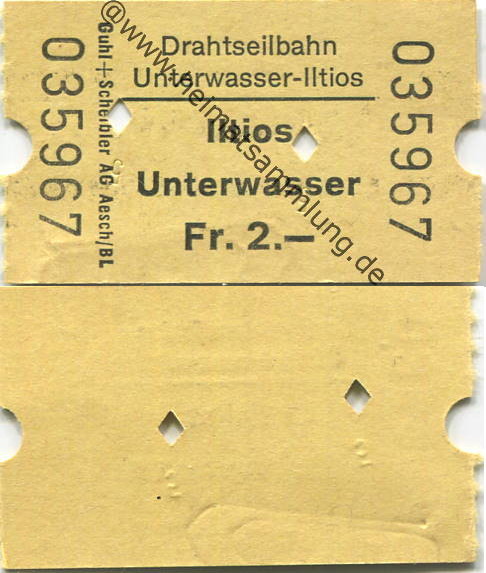 Drahtseilbahn
Unterwasser-Iltios
Iltios
Unterwasser
Fr. 2.—
035967
035967
Guhl + Scheibler AG Aesch/BL
@www.heimatsammlung.de